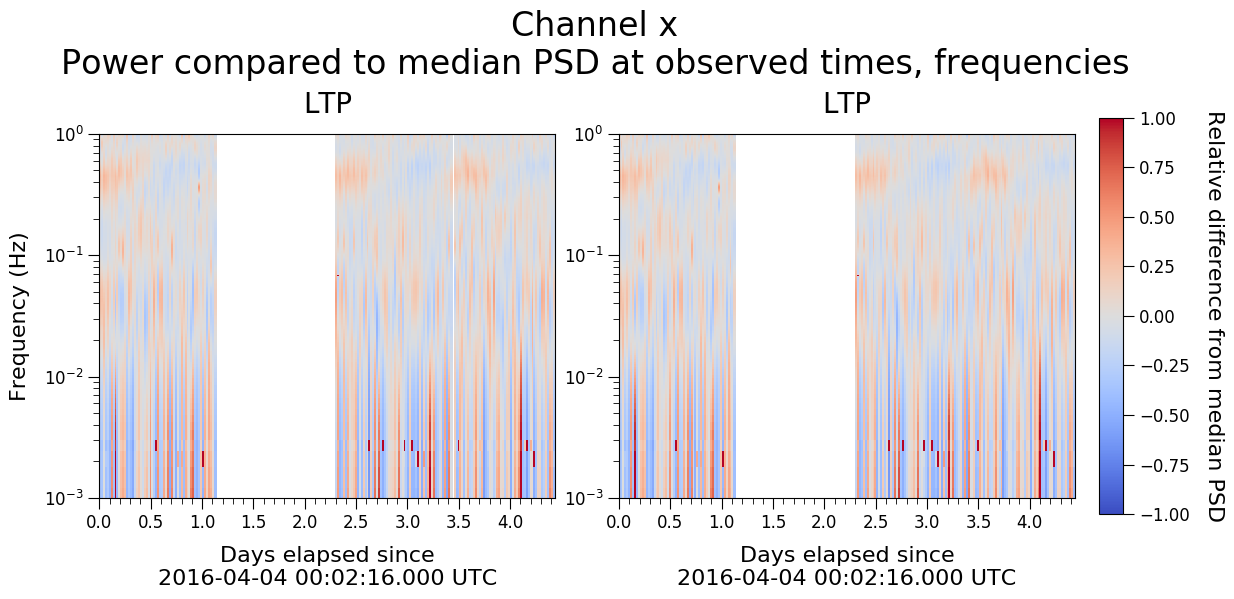 Channel x
Power compared to median PSD at observed times, frequencies
LTP
LTP
Frequency (Hz)
10⁰
10⁻¹
10⁻²
10⁻³
0.0 0.5 1.0 1.5 2.0 2.5 3.0 3.5 4.0
Days elapsed since
2016-04-04 00:02:16.000 UTC
10⁰
10⁻¹
10⁻²
10⁻³
0.0 0.5 1.0 1.5 2.0 2.5 3.0 3.5 4.0
Days elapsed since
2016-04-04 00:02:16.000 UTC
1.00
0.75
0.50
0.25
0.00
−0.25
−0.50
−0.75
−1.00
Relative difference from median PSD